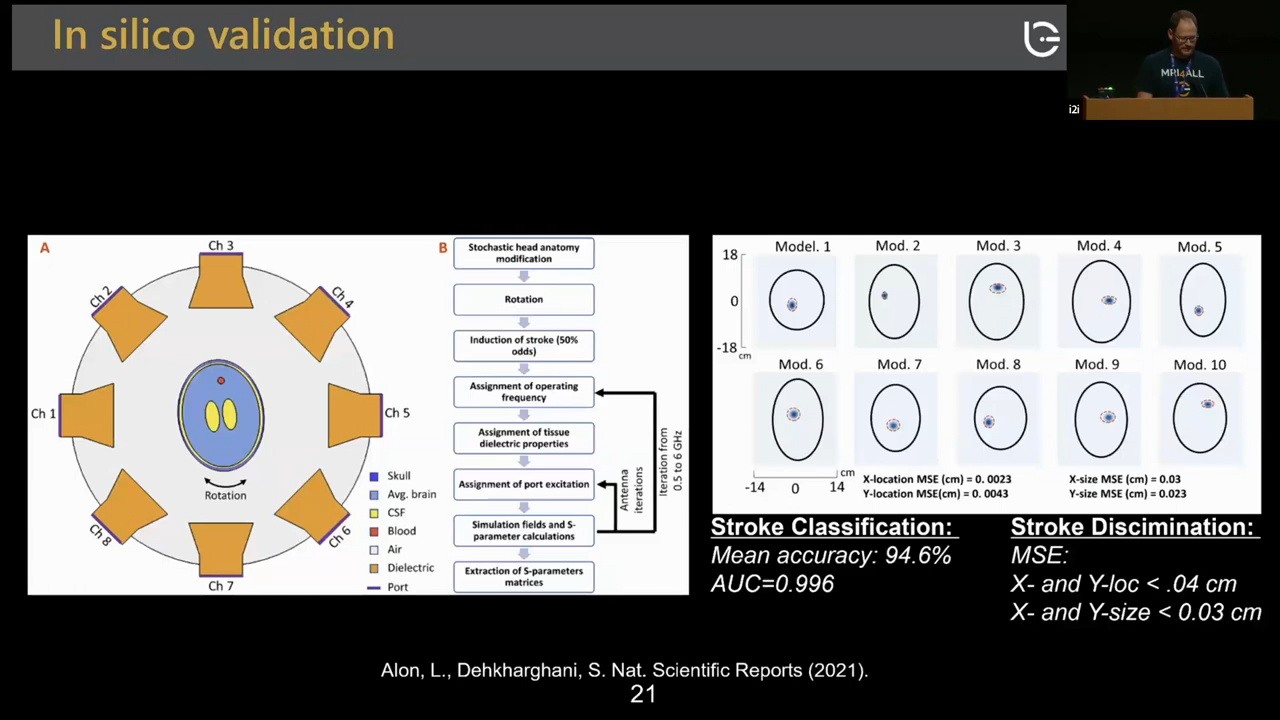 In silico validation
MRI4ALL
i2i
A
Ch 3
Ch 2
Ch 4
Ch 1
Ch 5
Rotation
Ch 8
Ch 6
Ch 7
Skull
Avg. brain
CSF
Blood
Air
Dielectric
Port
B
Stochastic head anatomy
modification
Rotation
Induction of stroke (50%
odds)
Assignment of operating
frequency
Assignment of tissue
dielectric properties
Assignment of port excitation
Simulation fields and S-
parameter calculations
Extraction of S-parameters
matrices
Antenna
iterations
Iteration from
0.5 to 6 GHz
Model. 1
Mod. 2
Mod. 3
Mod. 4
Mod. 5
18
0
-18
cm
Mod. 6
Mod. 7
Mod. 8
Mod. 9
Mod. 10
cm
-14
0
14
X-location MSE (cm) = 0. 0023
Y-location MSE(cm) = 0. 0043
X-size MSE (cm) = 0.03
Y-size MSE (cm) = 0.023
Stroke Classification:
Mean accuracy: 94.6%
AUC=0.996
Stroke Discimination:
MSE:
X- and Y-loc < .04 cm
X- and Y-size < 0.03 cm
Alon, L., Dehkharghani, S. Nat. Scientific Reports (2021).
21